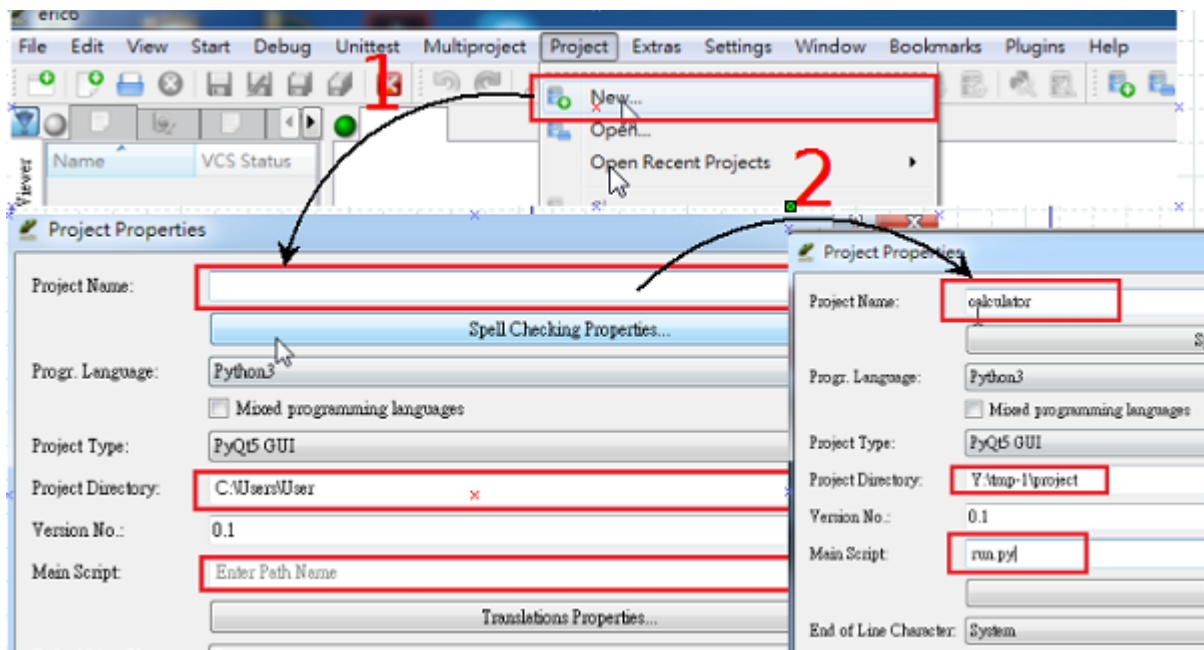 eric6
File Edit View Start Debug Unittest Multiproject Project Extras Settings Window Bookmarks Plugins Help
1
New...
Open...
Name VCS Status
Open Recent Projects
2
Viewer
Project Properties
Project Name:
Spell Checking Properties...
Progr. Language: Python3
Mixed programming languages
Project Type: PyQt5 GUI
Project Directory: C:\Users\User
Version No.: 0.1
Main Script: Enter Path Name
Translations Properties...
Project Properties
Project Name: calculator
Progr. Language: Python3
Mixed programming languages
Project Type: PyQt5 GUI
Project Directory: Y:\tmp-1\project
Version No.: 0.1
Main Script: run.py
End of Line Character: System